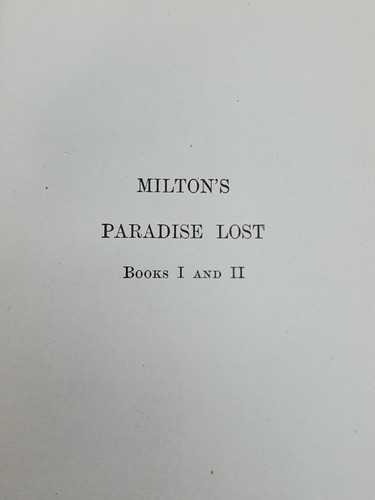 MILTON'S
PARADISE LOST
BOOKS I AND II